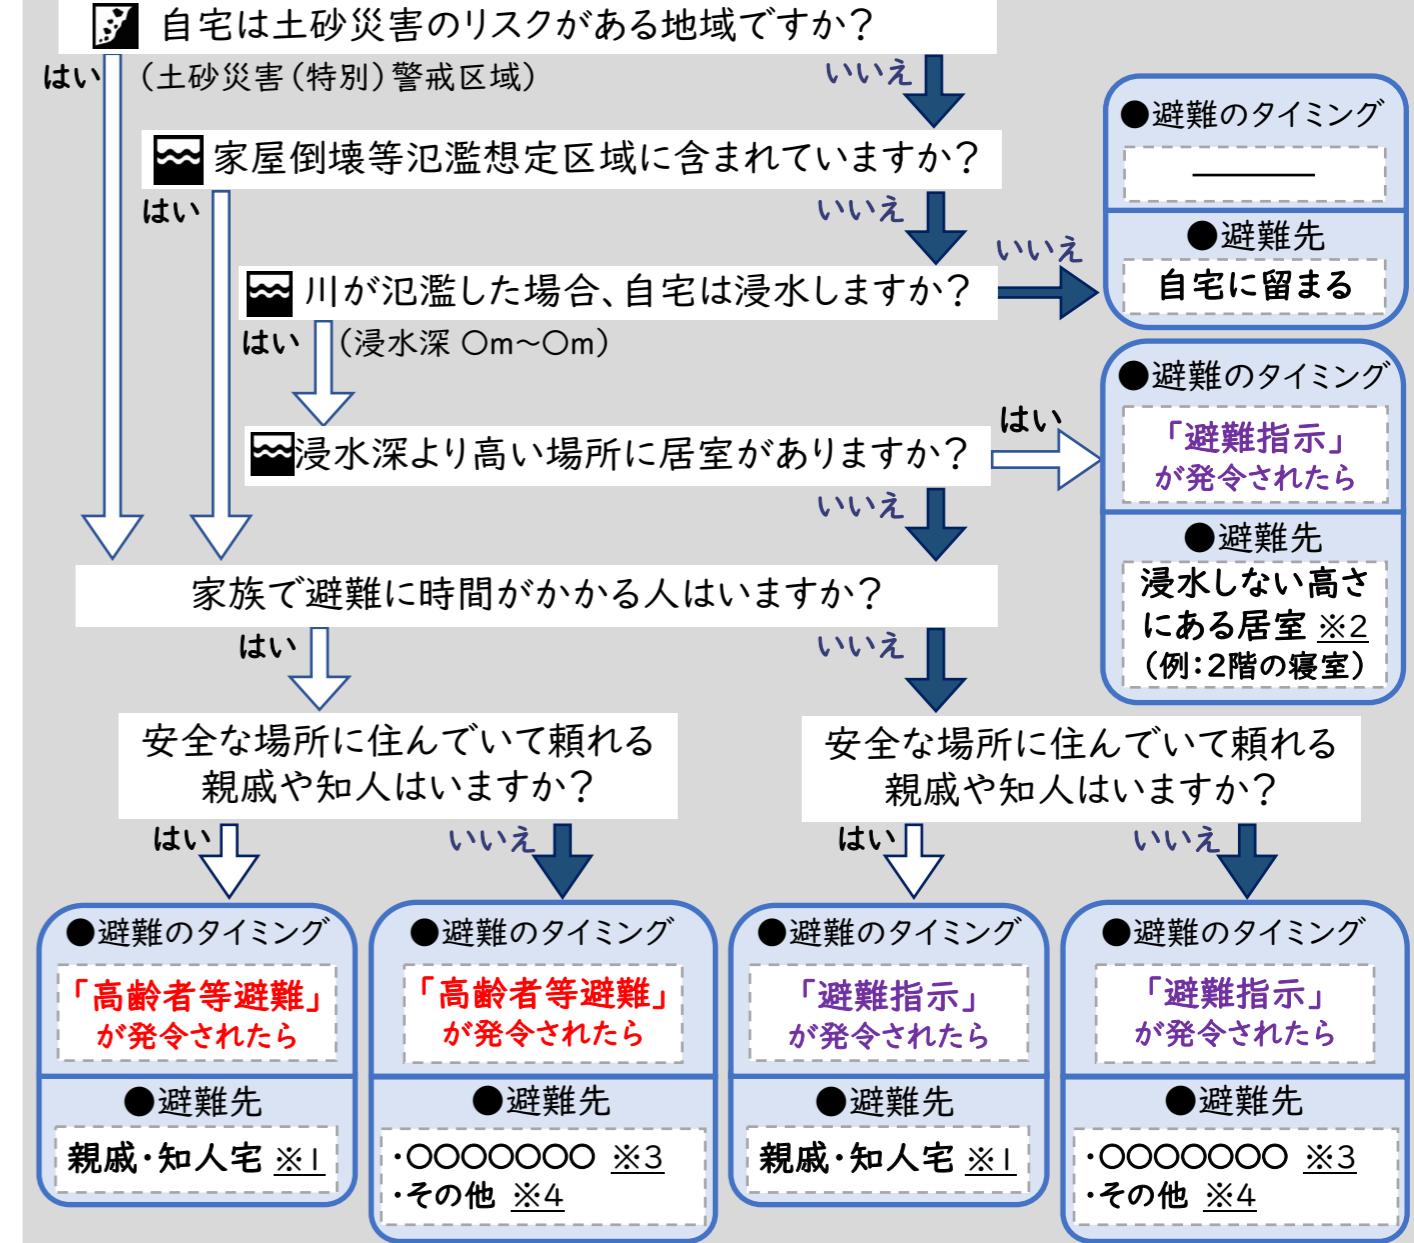 自宅は土砂災害のリスクがある地域ですか？
はい
（土砂災害（特別）警戒区域）
いいえ
家屋倒壊等氾濫想定区域に含まれていますか？
はい
いいえ
川が氾濫した場合、自宅は浸水しますか？
いいえ
はい
（浸水深 〇m～〇m）
●避難のタイミング
―――
●避難先
自宅に留まる
浸水深より高い場所に居室がありますか？
はい
いいえ
●避難のタイミング
「避難指示」
が発令されたら
●避難先
浸水しない高さ
にある居室 ※2
（例：2階の寝室）
家族で避難に時間がかかる人はいますか？
はい
いいえ
安全な場所に住んでいて頼れる
親戚や知人はいますか？
はい
いいえ
安全な場所に住んでいて頼れる
親戚や知人はいますか？
はい
いいえ
●避難のタイミング
「高齢者等避難」
が発令されたら
●避難先
親戚・知人宅 ※1
●避難のタイミング
「高齢者等避難」
が発令されたら
●避難先
・〇〇〇〇〇〇〇 ※3
・その他 ※4
●避難のタイミング
「避難指示」
が発令されたら
●避難先
親戚・知人宅 ※1
●避難のタイミング
「避難指示」
が発令されたら
●避難先
・〇〇〇〇〇〇〇 ※3
・その他 ※4